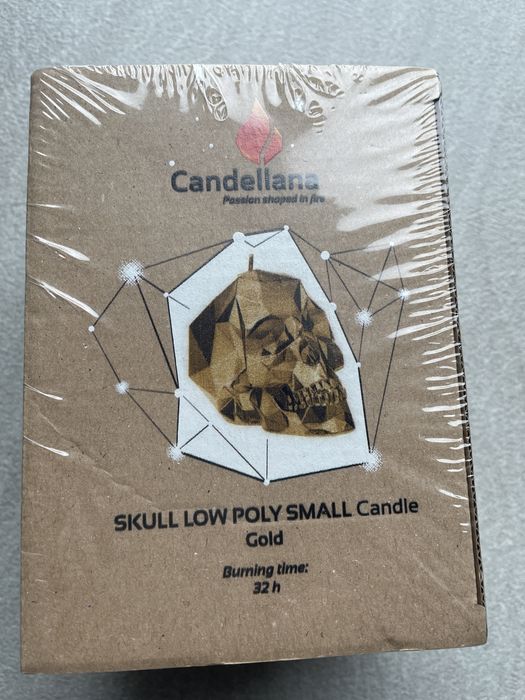 Candellana
Passion shaped in fire
SKULL LOW POLY SMALL Candle
Gold
Burning time:
32 h